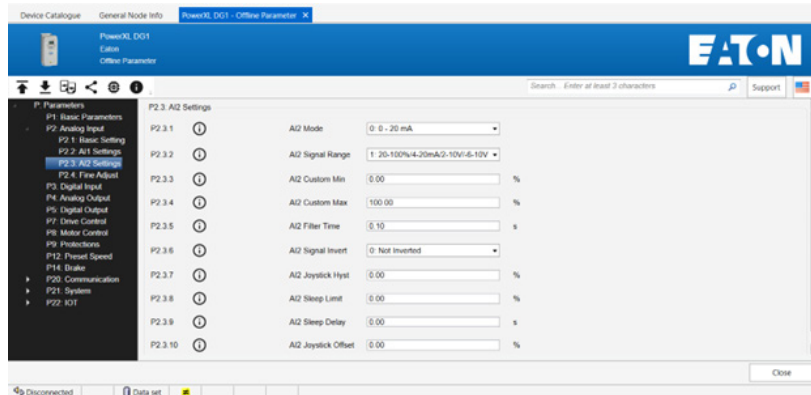 Device Catalogue General Node Info PowerXL DG1 - Offline Parameter X
PowerXL DG1
Eaton
Offline Parameter
EATON
Search... Enter at least 3 characters Support
P: Parameters
P1: Basic Parameters
P2: Analog Input
P2.1: Basic Setting
P2.2: AI1 Settings
P2.3: AI2 Settings
P2.4: Fine Adjust
P3: Digital Input
P4: Analog Output
P5: Digital Output
P7: Drive Control
P8: Motor Control
P9: Protections
P12: Preset Speed
P14: Brake
P20: Communication
P21: System
P22: IOT
P2.3: AI2 Settings
P2.3.1 AI2 Mode 0: 0 - 20 mA
P2.3.2 AI2 Signal Range 1: 20-100%/4-20mA/2-10V/-6-10V
P2.3.3 AI2 Custom Min 0.00 %
P2.3.4 AI2 Custom Max 100.00 %
P2.3.5 AI2 Filter Time 0.10 s
P2.3.6 AI2 Signal Invert 0: Not Inverted
P2.3.7 AI2 Joystick Hyst 0.00 %
P2.3.8 AI2 Sleep Limit 0.00 %
P2.3.9 AI2 Sleep Delay 0.00 s
P2.3.10 AI2 Joystick Offset 0.00 %
Close
Disconnected Data set